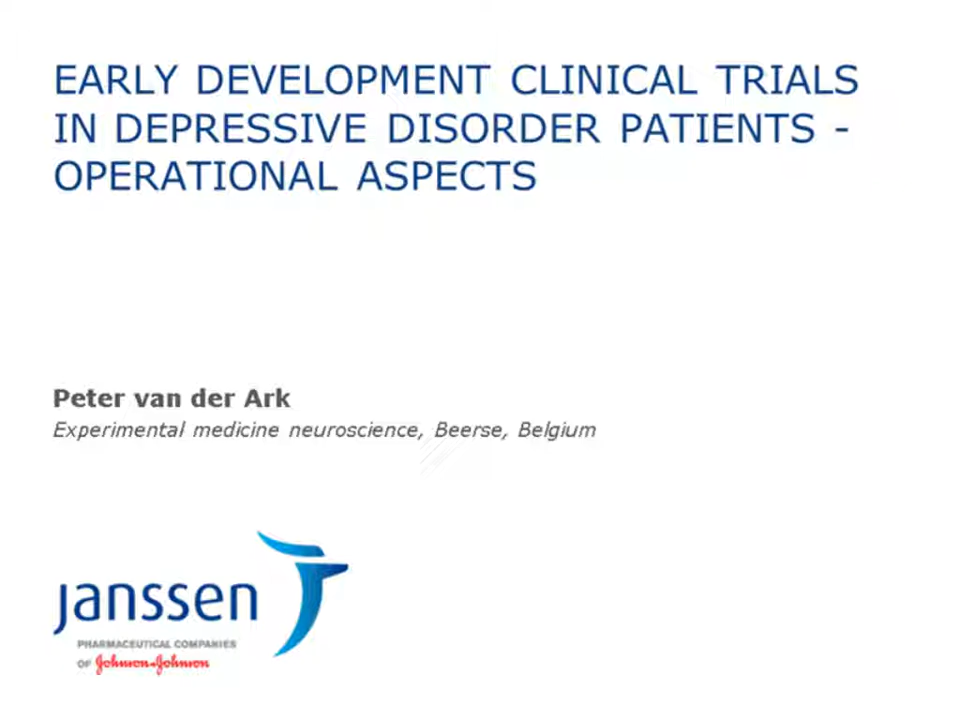 EARLY DEVELOPMENT CLINICAL TRIALS
IN DEPRESSIVE DISORDER PATIENTS -
OPERATIONAL ASPECTS
Peter van der Ark
Experimental medicine neuroscience, Beerse, Belgium
janssen
PHARMACEUTICAL COMPANIES
OF Johnson & Johnson